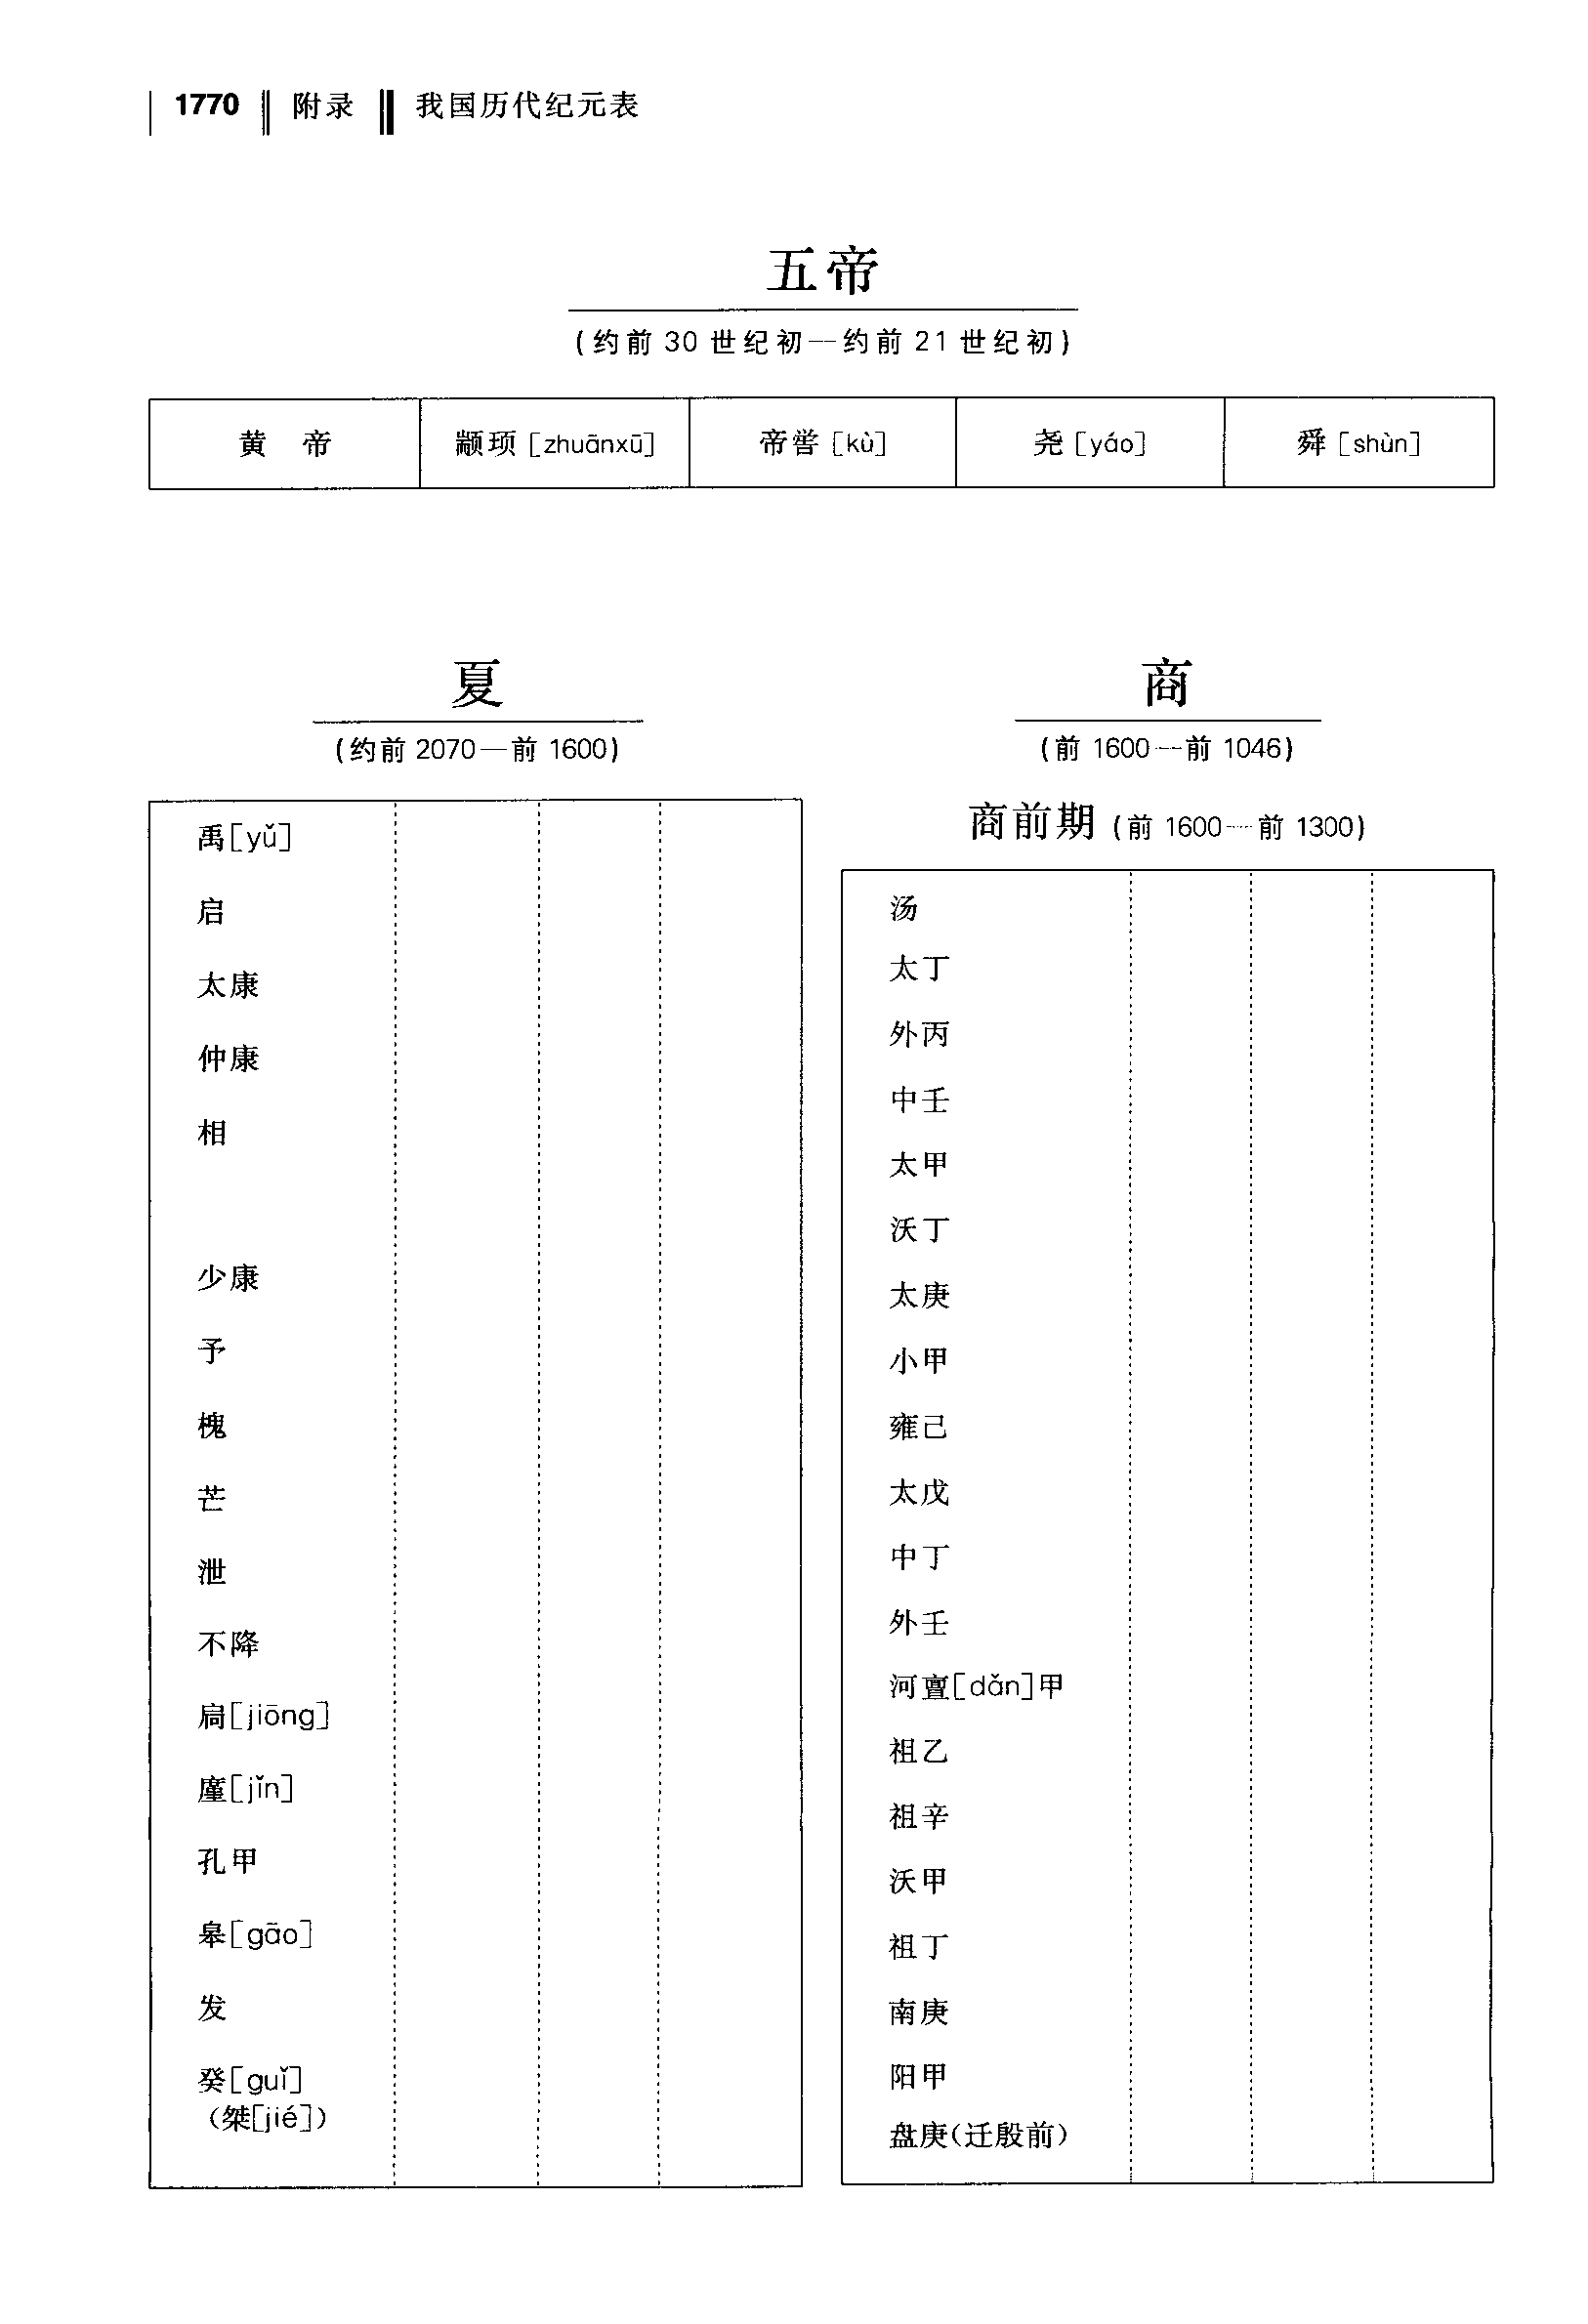 1770 附录 我国历代纪元表
五帝
(约前 30 世纪初—约前 21 世纪初)
黄 帝 颛顼[zhuānxū] 帝喾[kù] 尧[yáo] 舜[shùn]
夏
(约前 2070—前 1600)
禹[yǔ]
启
太康
仲康
相
少康
予
槐
芒
泄
不降
扃[jiōng]
廑[jǐn]
孔甲
皋[gāo]
发
癸[guǐ]
(桀[jié])
商
(前 1600—前 1046)
商前期 (前 1600—前 1300)
汤
太丁
外丙
中壬
太甲
沃丁
太庚
小甲
雍己
太戊
中丁
外壬
河亶[dǎn]甲
祖乙
祖辛
沃甲
祖丁
南庚
阳甲
盘庚(迁殷前)